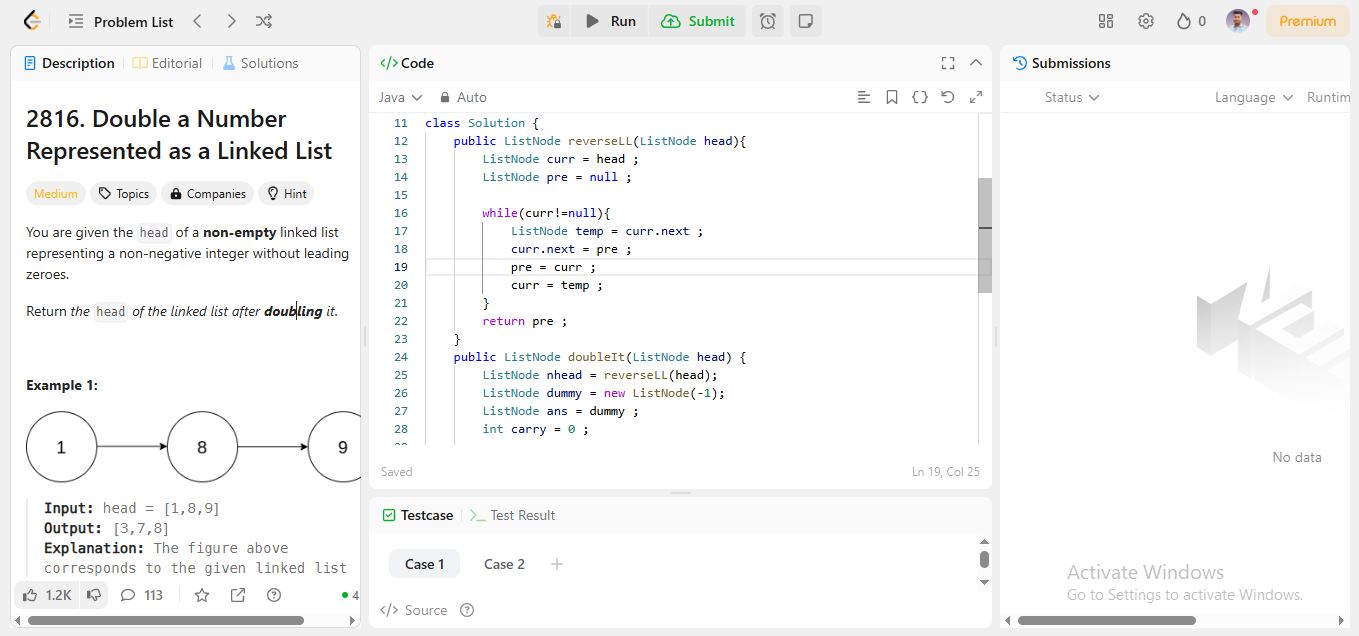 Problem List
Run
Submit
0
Premium
Description
Editorial
Solutions
2816. Double a Number
Represented as a Linked List
Medium
Topics
Companies
Hint
You are given the head of a non-empty linked list
representing a non-negative integer without leading
zeroes.
Return the head of the linked list after doubling it.
Example 1:
1
8
9
Input: head = [1,8,9]
Output: [3,7,8]
Explanation: The figure above
corresponds to the given linked list
1.2K
113
4
</> Code
Java
Auto
11 class Solution {
12 public ListNode reverseLL(ListNode head){
13 ListNode curr = head ;
14 ListNode pre = null ;
15
16 while(curr!=null){
17 ListNode temp = curr.next ;
18 curr.next = pre ;
19 pre = curr ;
20 curr = temp ;
21 }
22 return pre ;
23 }
24 public ListNode doubleIt(ListNode head) {
25 ListNode nhead = reverseLL(head);
26 ListNode dummy = new ListNode(-1);
27 ListNode ans = dummy ;
28 int carry = 0 ;
Saved
Ln 19, Col 25
Testcase
Test Result
Case 1
Case 2
+
</> Source
Submissions
Status
Language
Runtim
No data
Activate Windows
Go to Settings to activate Windows.